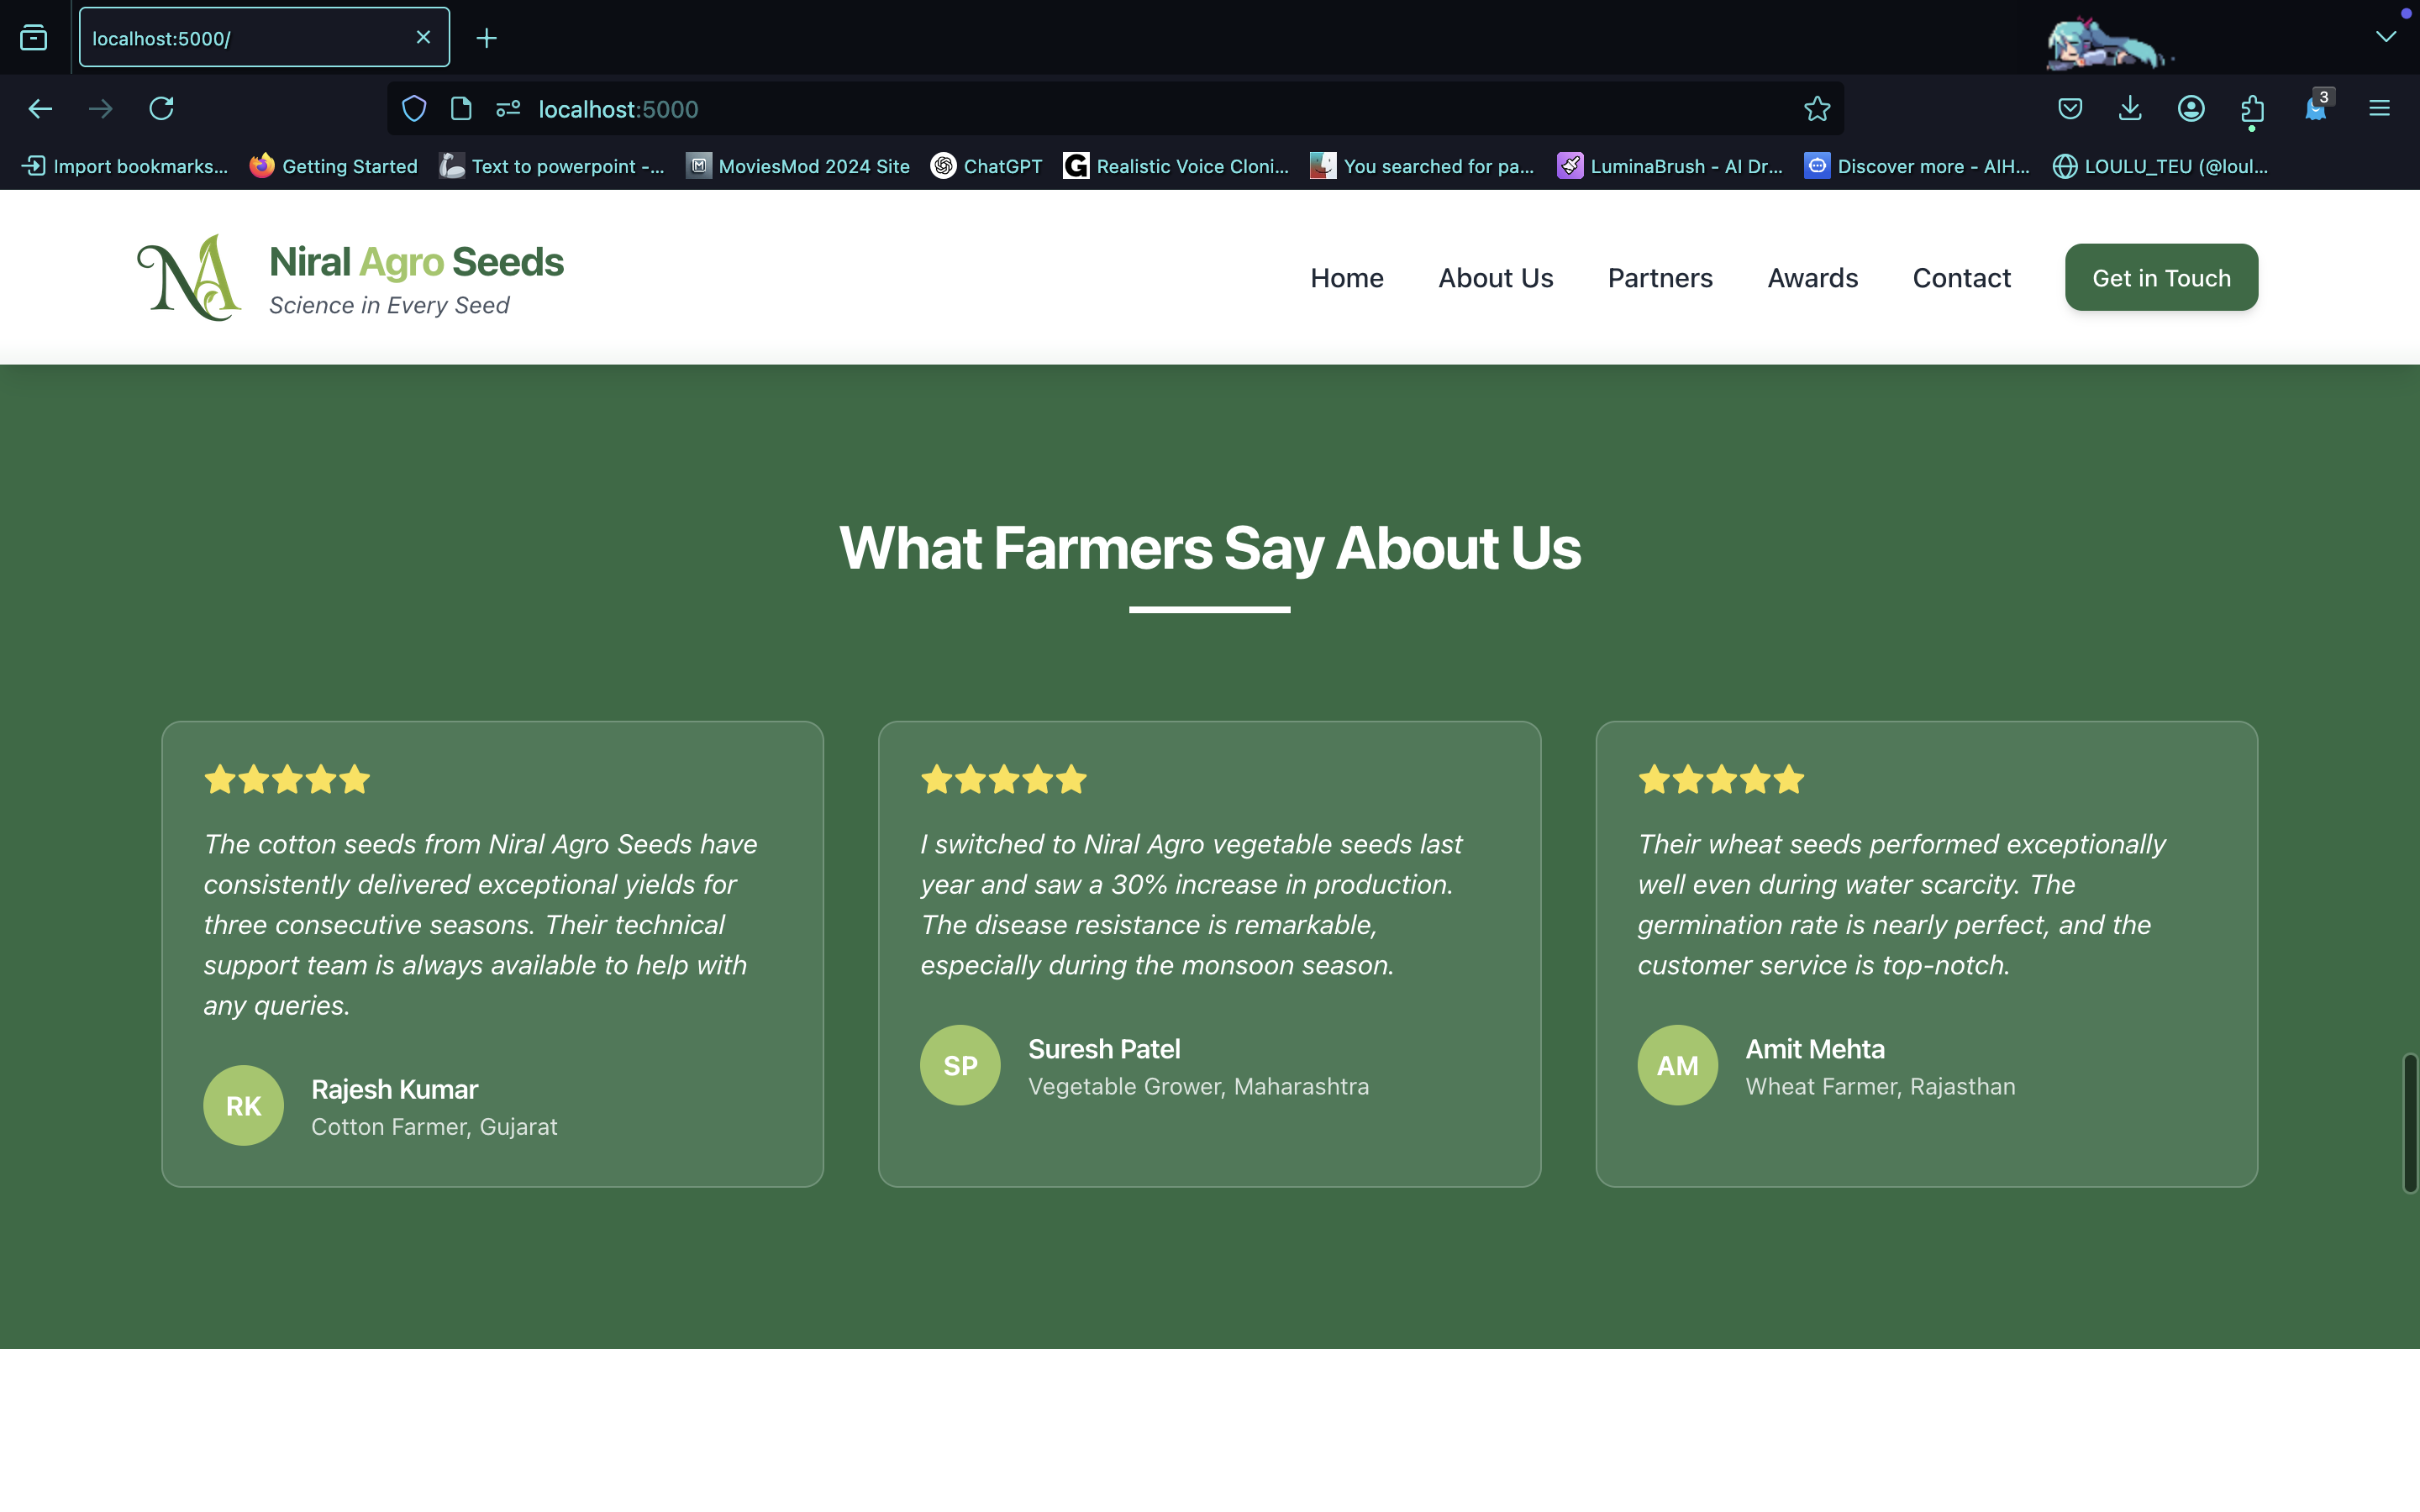 localhost:5000/
localhost:5000
3
Import bookmarks...
Getting Started
Text to powerpoint -...
MoviesMod 2024 Site
ChatGPT
Realistic Voice Cloni...
You searched for pa...
LuminaBrush - AI Dr...
Discover more - AIH...
LOULU_TEU (@loul...
Niral Agro Seeds
Science in Every Seed
Home
About Us
Partners
Awards
Contact
Get in Touch
What Farmers Say About Us
The cotton seeds from Niral Agro Seeds have
consistently delivered exceptional yields for
three consecutive seasons. Their technical
support team is always available to help with
any queries.
RK
Rajesh Kumar
Cotton Farmer, Gujarat
I switched to Niral Agro vegetable seeds last
year and saw a 30% increase in production.
The disease resistance is remarkable,
especially during the monsoon season.
SP
Suresh Patel
Vegetable Grower, Maharashtra
Their wheat seeds performed exceptionally
well even during water scarcity. The
germination rate is nearly perfect, and the
customer service is top-notch.
AM
Amit Mehta
Wheat Farmer, Rajasthan